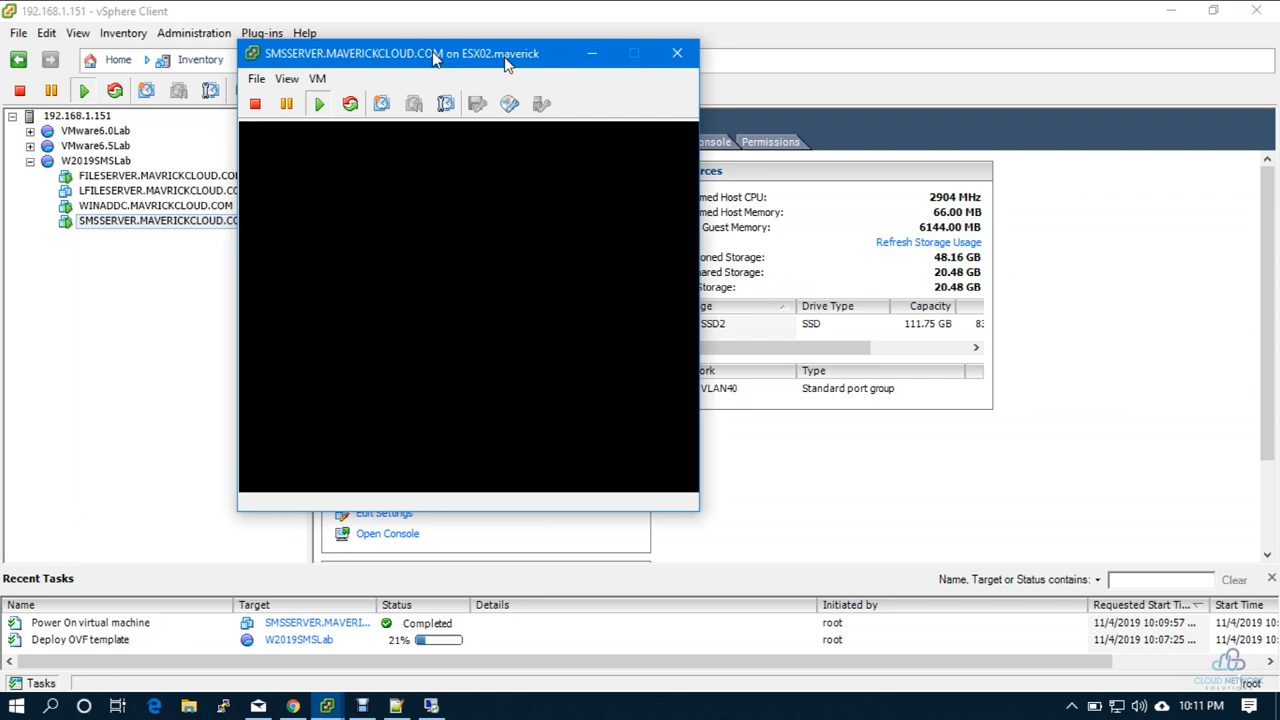 192.168.1.151 - vSphere Client
File Edit View Inventory Administration Plug-ins Help
Home Inventory
SMSSERVER.MAVERICKCLOUD.COM on ESX02.maverick
File View VM
192.168.1.151
VMware6.0Lab
VMware6.5Lab
W2019SMSLab
FILESERVER.MAVRICKCLOUD.COM
LFILESERVER.MAVRICKCLOUD.CO
WINADDC.MAVRICKCLOUD.COM
SMSSERVER.MAVERICKCLOUD.CO
onsole Permissions
rces
med Host CPU: 2904 MHz
med Host Memory: 66.00 MB
Guest Memory: 6144.00 MB
Refresh Storage Usage
oned Storage: 48.16 GB
ared Storage: 20.48 GB
Storage: 20.48 GB
ge Drive Type Capacity
SSD2 SSD 111.75 GB 83
ork Type
VLAN40 Standard port group
Edit Settings
Open Console
Recent Tasks
Name, Target or Status contains: Clear
Name Target Status Details Initiated by Requested Start Ti... Start Time
Power On virtual machine SMSSERVER.MAVERI... Completed root 11/4/2019 10:09:57 ... 11/4/2019
Deploy OVF template W2019SMSLab 21% root 11/4/2019 10:07:25 ... 11/4/2019
Tasks root
CLOUD NETWORK
SOLUTIONS
10:11 PM